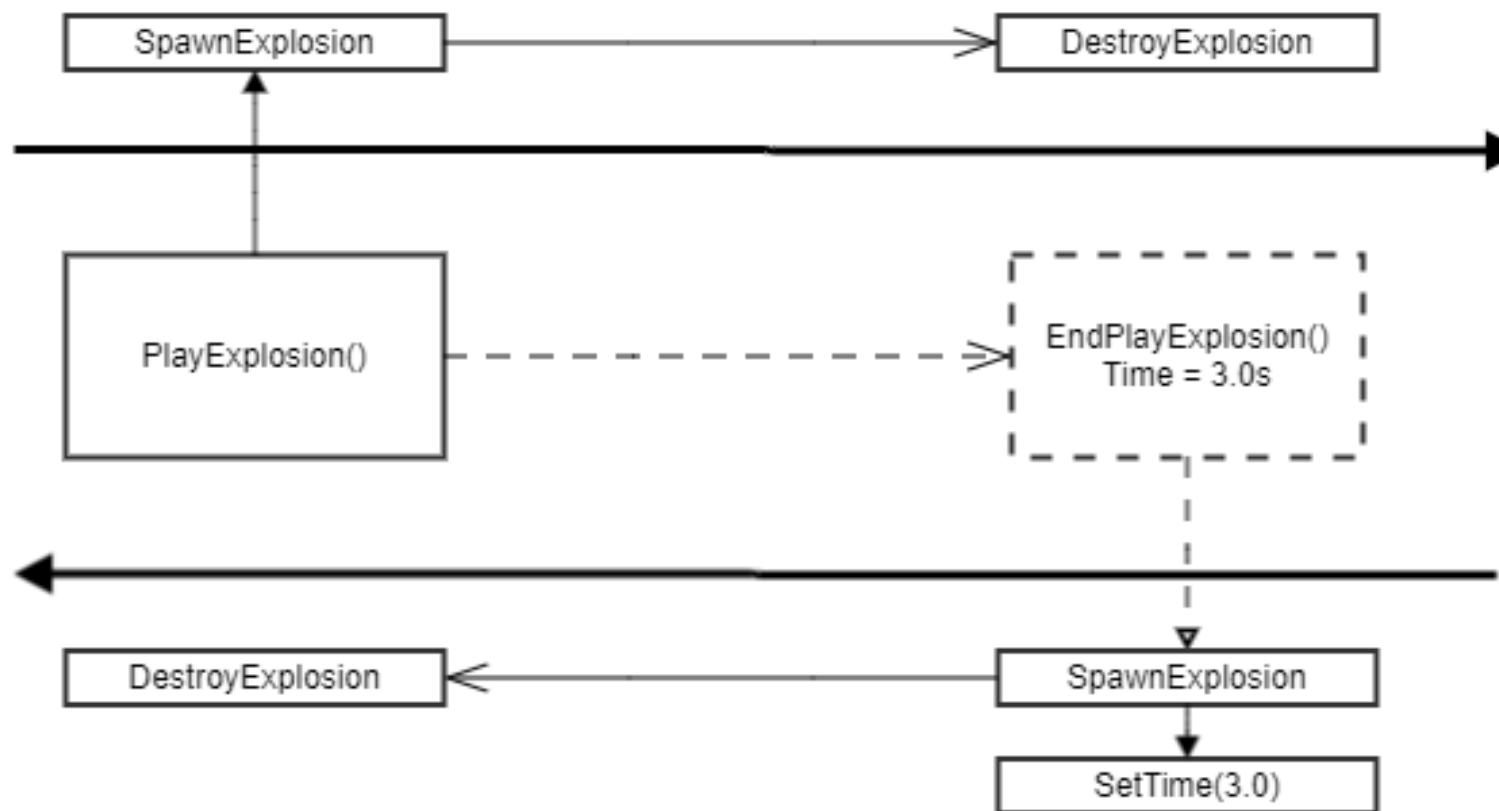 SpawnExplosion
DestroyExplosion
PlayExplosion()
EndPlayExplosion()
Time = 3.0s
DestroyExplosion
SpawnExplosion
SetTime(3.0)